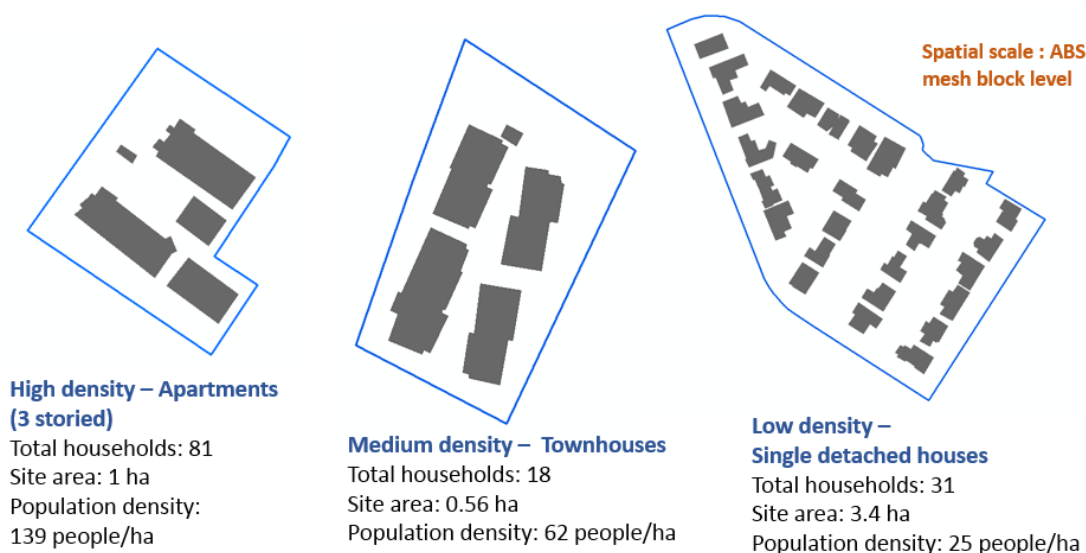 Spatial scale : ABS
mesh block level
High density – Apartments
(3 storied)
Total households: 81
Site area: 1 ha
Population density:
139 people/ha
Medium density – Townhouses
Total households: 18
Site area: 0.56 ha
Population density: 62 people/ha
Low density –
Single detached houses
Total households: 31
Site area: 3.4 ha
Population density: 25 people/ha